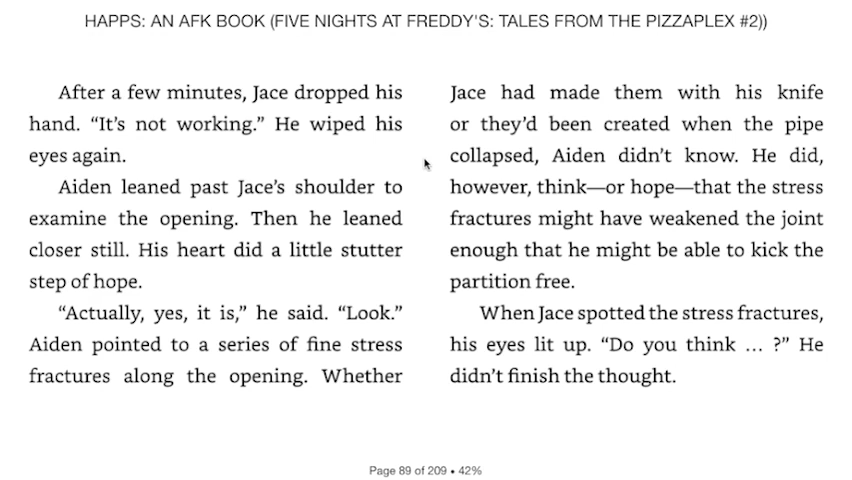 HAPPS: AN AFK BOOK (FIVE NIGHTS AT FREDDY'S: TALES FROM THE PIZZAPLEX #2))
After a few minutes, Jace dropped his
hand. “It’s not working.” He wiped his
eyes again.
Aiden leaned past Jace’s shoulder to
examine the opening. Then he leaned
closer still. His heart did a little stutter
step of hope.
“Actually, yes, it is,” he said. “Look.”
Aiden pointed to a series of fine stress
fractures along the opening. Whether
Jace had made them with his knife
or they’d been created when the pipe
collapsed, Aiden didn’t know. He did,
however, think—or hope—that the stress
fractures might have weakened the joint
enough that he might be able to kick the
partition free.
When Jace spotted the stress fractures,
his eyes lit up. “Do you think … ?” He
didn’t finish the thought.
Page 89 of 209 • 42%